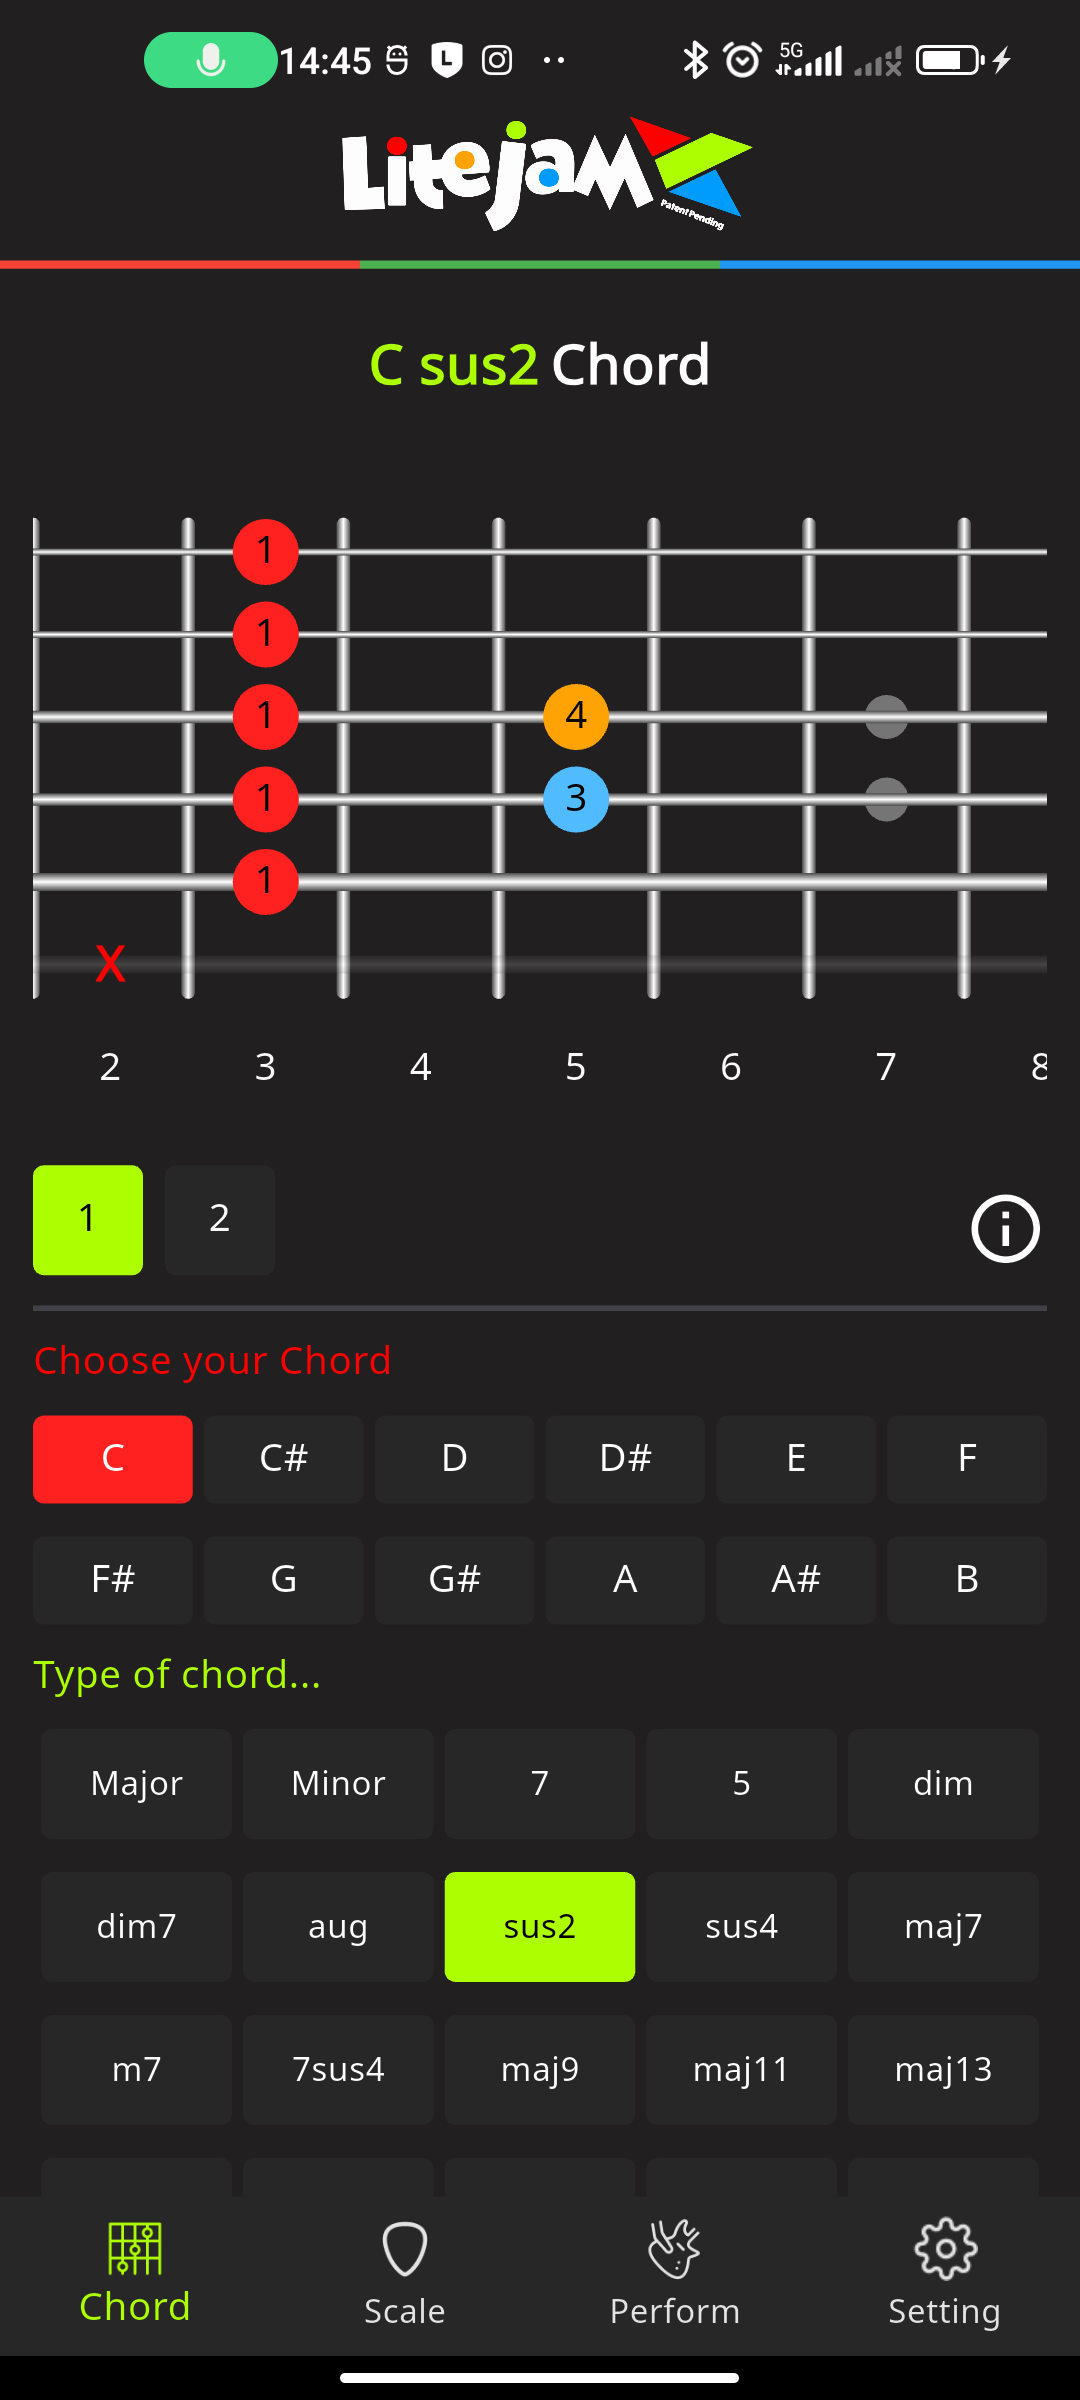 14:45 5G
Litejam
Patent Pending
C sus2 Chord
1
1
1 4
1 3
1
X
2 3 4 5 6 7 8
1 2
Choose your Chord
C C# D D# E F
F# G G# A A# B
Type of chord...
Major Minor 7 5 dim
dim7 aug sus2 sus4 maj7
m7 7sus4 maj9 maj11 maj13
Chord Scale Perform Setting